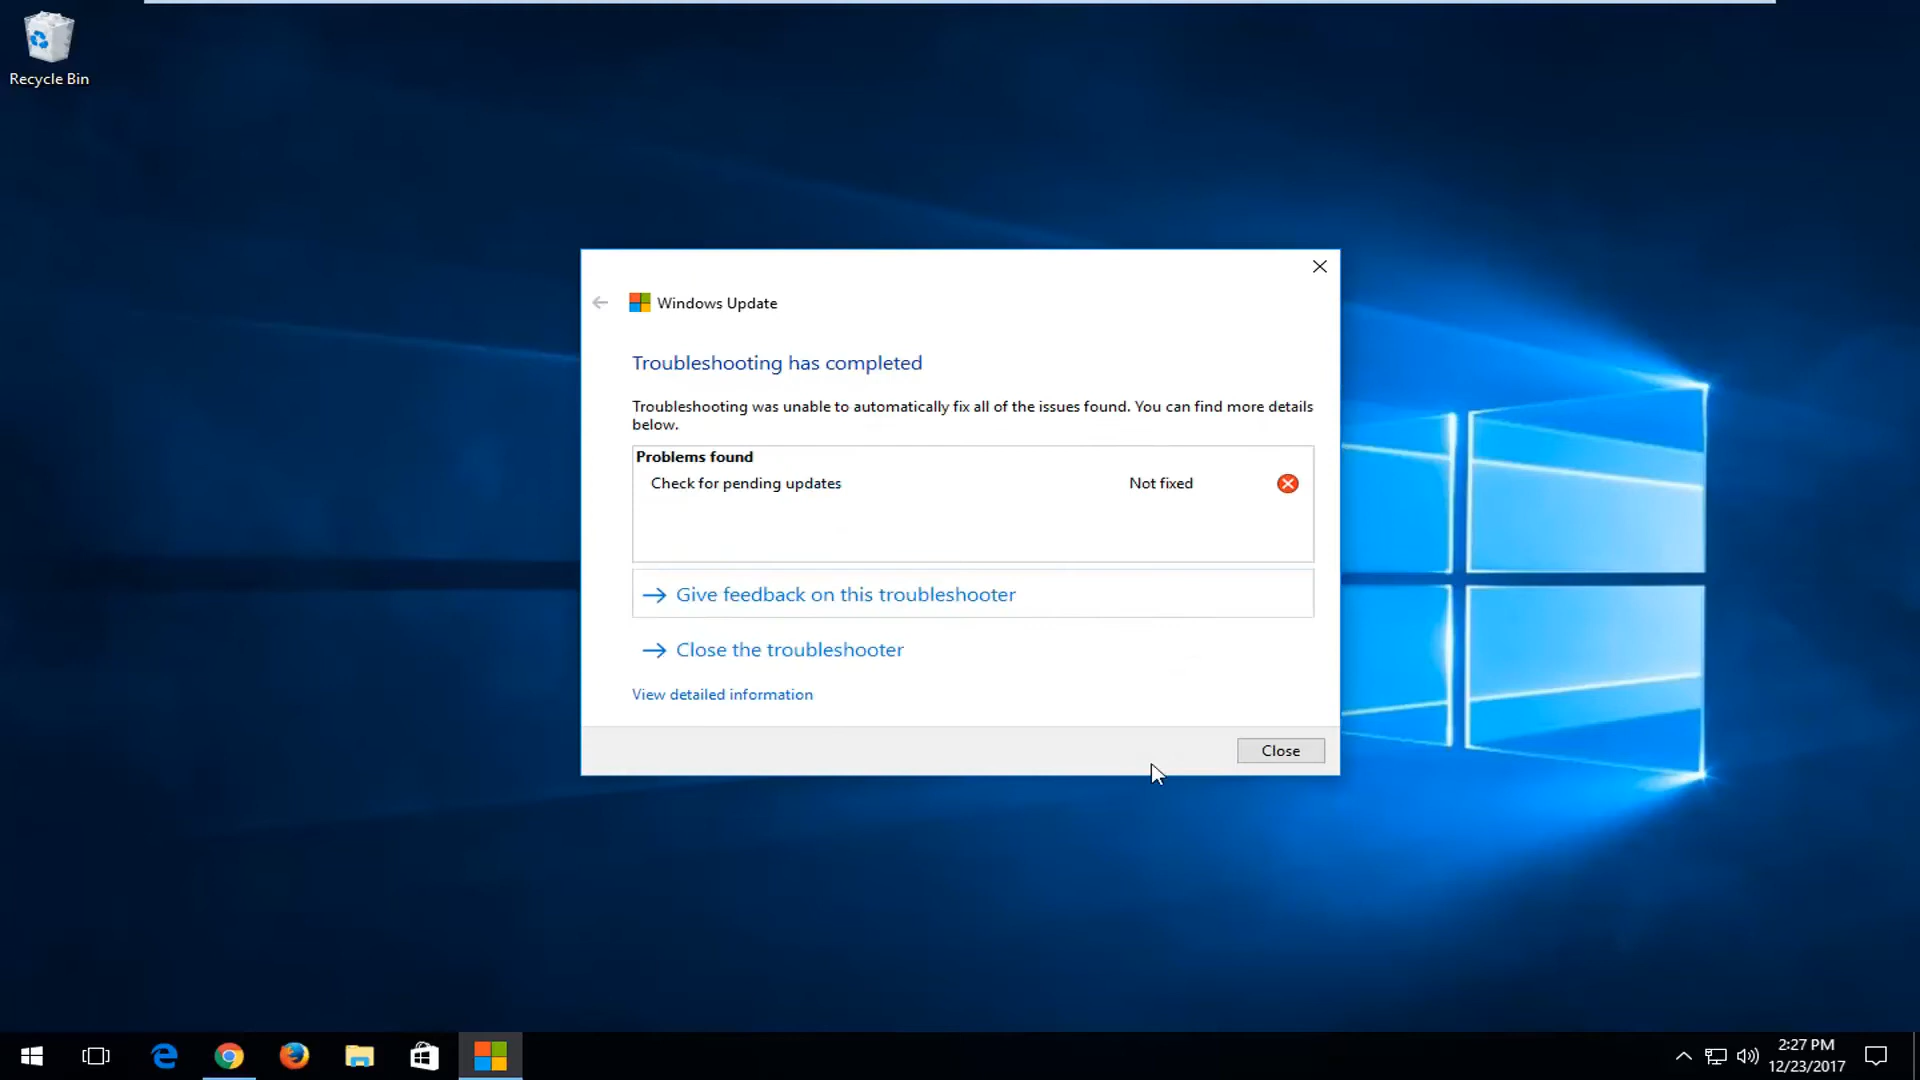 Recycle Bin
Windows Update
Troubleshooting has completed
Troubleshooting was unable to automatically fix all of the issues found. You can find more details
below.
Problems found
Check for pending updates Not fixed
Give feedback on this troubleshooter
Close the troubleshooter
View detailed information
Close
2:27 PM
12/23/2017